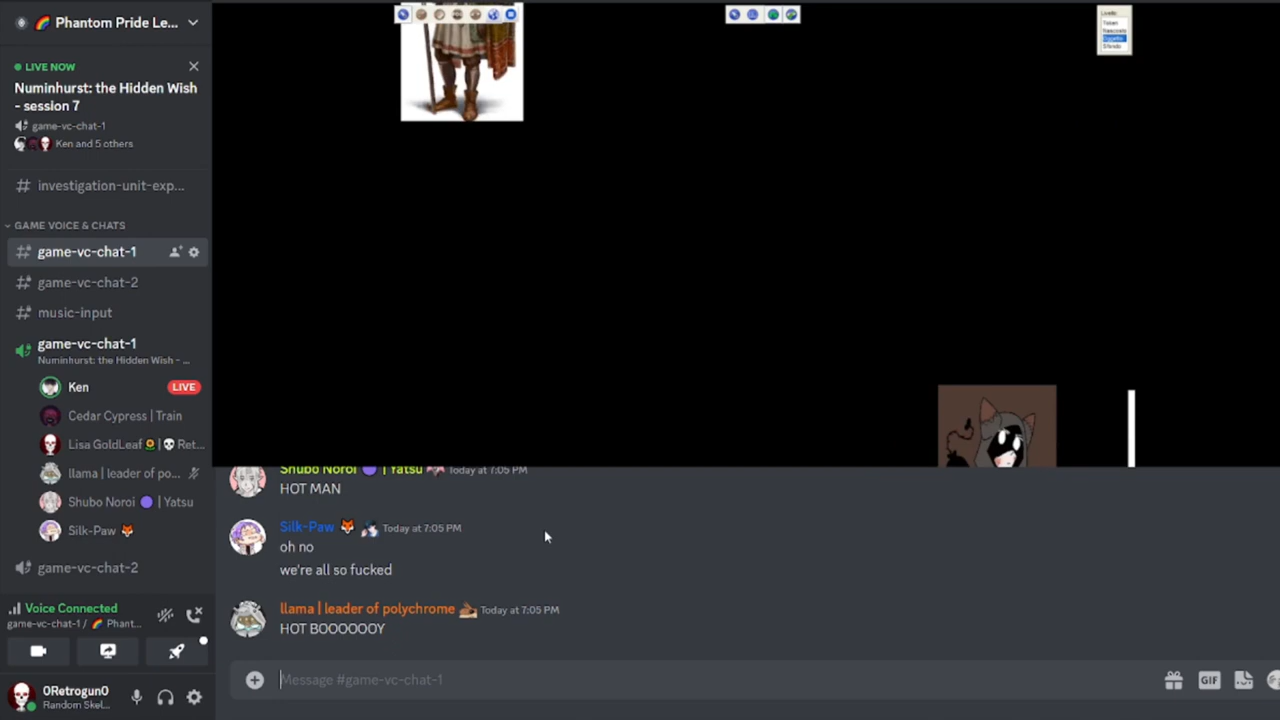 Phantom Pride Le...
LIVE NOW
Numinhurst: the Hidden Wish
- session 7
game-vc-chat-1
Ken and 5 others
investigation-unit-exp...
GAME VOICE & CHATS
game-vc-chat-1
game-vc-chat-2
music-input
game-vc-chat-1
Numinhurst: the Hidden Wish - ...
Ken
LIVE
Cedar Cypress | Train
Lisa GoldLeaf | Ret...
llama | leader of po...
Shubo Noroi | Yatsu
Silk-Paw
game-vc-chat-2
Voice Connected
game-vc-chat-1 / Phant...
0Retrogun0
Random Skel...
Token
Shubo Noroi | Yatsu Today at 7:05 PM
HOT MAN
Silk-Paw Today at 7:05 PM
oh no
we're all so fucked
llama | leader of polychrome Today at 7:05 PM
HOT BOOOOOOY
Message #game-vc-chat-1
GIF